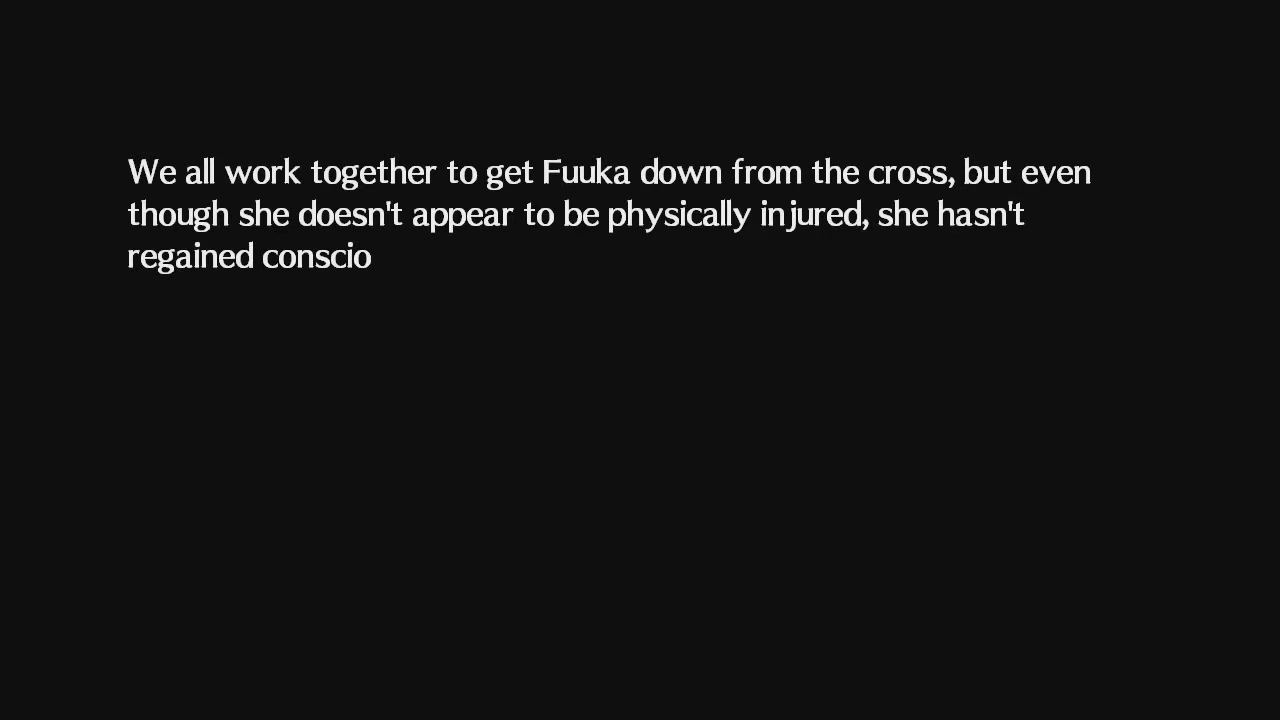 We all work together to get Fuuka down from the cross, but even
though she doesn't appear to be physically injured, she hasn't
regained conscio